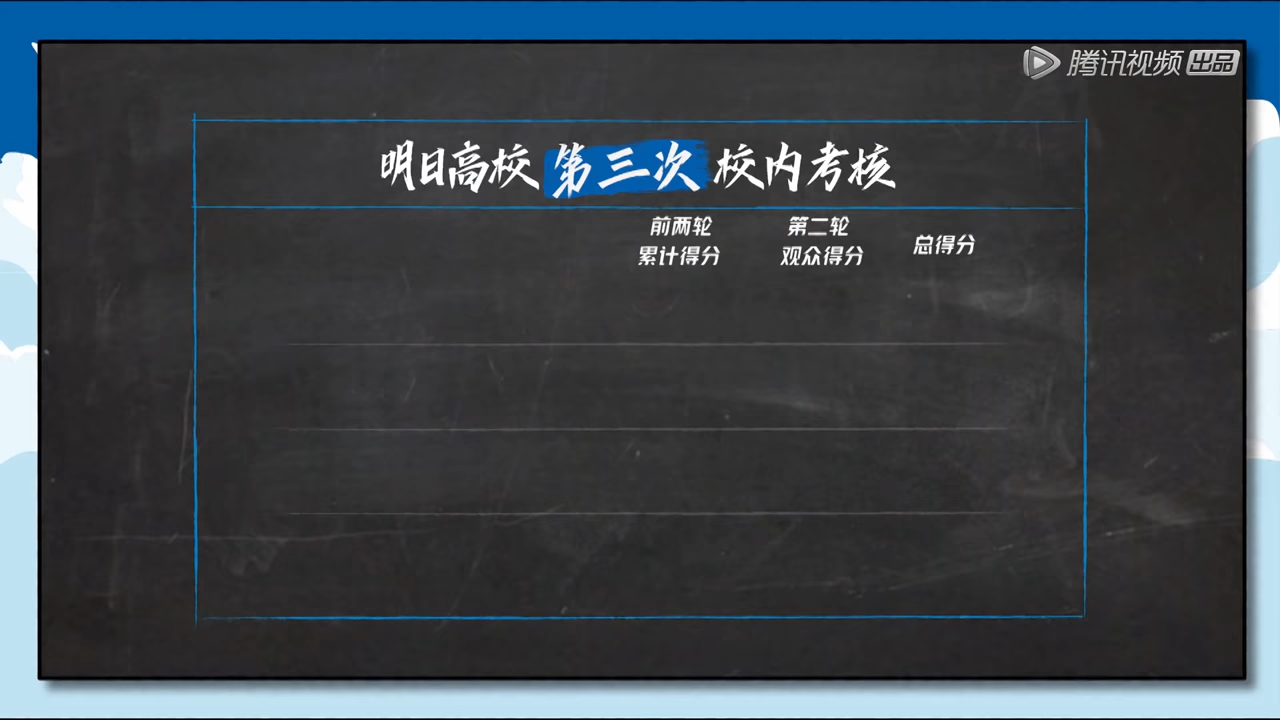 腾讯视频 出品
明日高校 第三次 校内考核
前两轮
累计得分
第二轮
观众得分
总得分